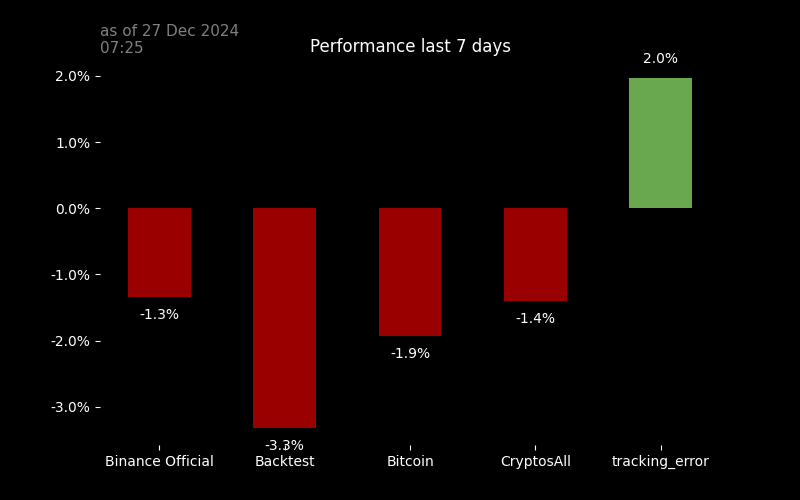 as of 27 Dec 2024
07:25
Performance last 7 days
2.0%
2.0%
1.0%
0.0%
-1.0%
-1.3%
-1.4%
-2.0%
-1.9%
-3.0%
-3.3%
Binance Official
Backtest
Bitcoin
CryptosAll
tracking_error